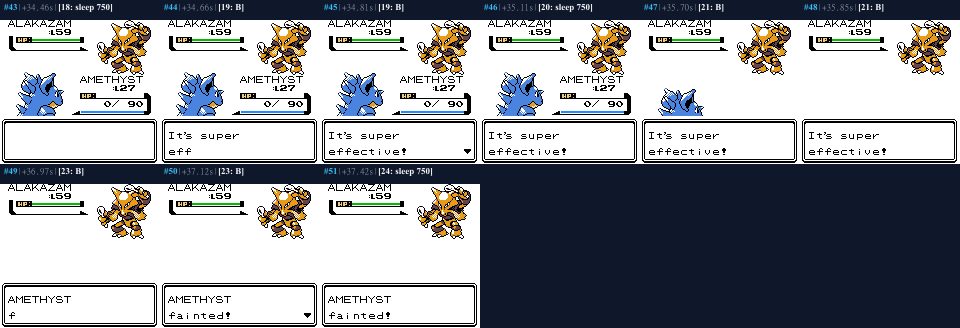 #43|+34.46s| [18: sleep 750]
ALAKAZAM
:L59
HP:
AMETHYST
:L27
HP:
0/ 90
#44|+34.66s| [19: B]
ALAKAZAM
:L59
HP:
AMETHYST
:L27
HP:
0/ 90
It's super
eff
#45|+34.81s| [19: B]
ALAKAZAM
:L59
HP:
AMETHYST
:L27
HP:
0/ 90
It's super
effective!
#46|+35.11s| [20: sleep 750]
ALAKAZAM
:L59
HP:
AMETHYST
:L27
HP:
0/ 90
It's super
effective!
#47|+35.70s| [21: B]
ALAKAZAM
:L59
HP:
It's super
effective!
#48|+35.85s| [21: B]
ALAKAZAM
:L59
HP:
It's super
effective!
#49|+36.97s| [23: B]
ALAKAZAM
:L59
HP:
AMETHYST
f
#50|+37.12s| [23: B]
ALAKAZAM
:L59
HP:
AMETHYST
fainted!
#51|+37.42s| [24: sleep 750]
ALAKAZAM
:L59
HP:
AMETHYST
fainted!